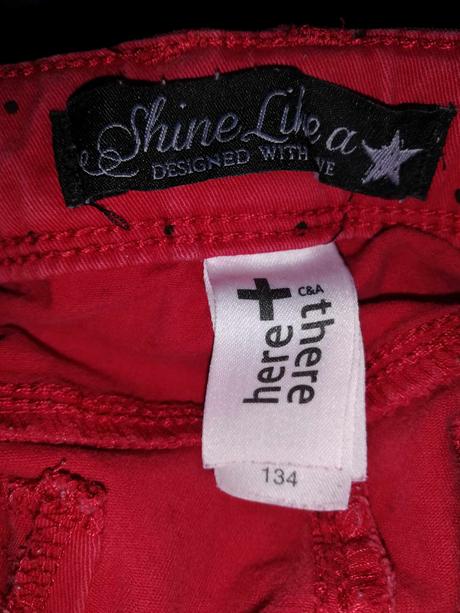 Shine Like a
DESIGNED WITH
C&A
here + there
134